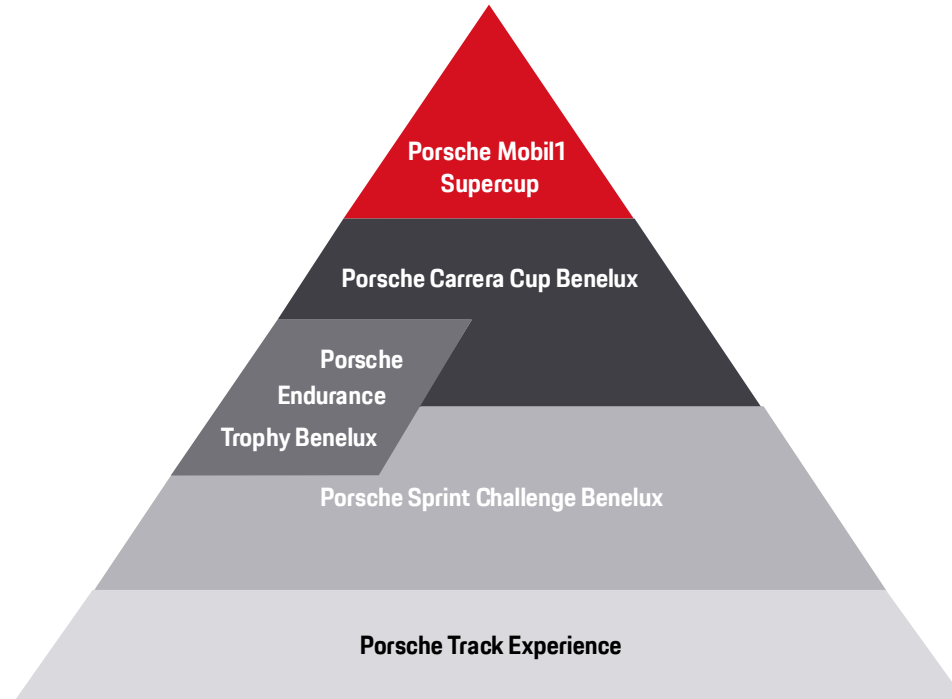 Porsche Mobil1
Supercup
Porsche Carrera Cup Benelux
Porsche
Endurance
Trophy Benelux
Porsche Sprint Challenge Benelux
Porsche Track Experience